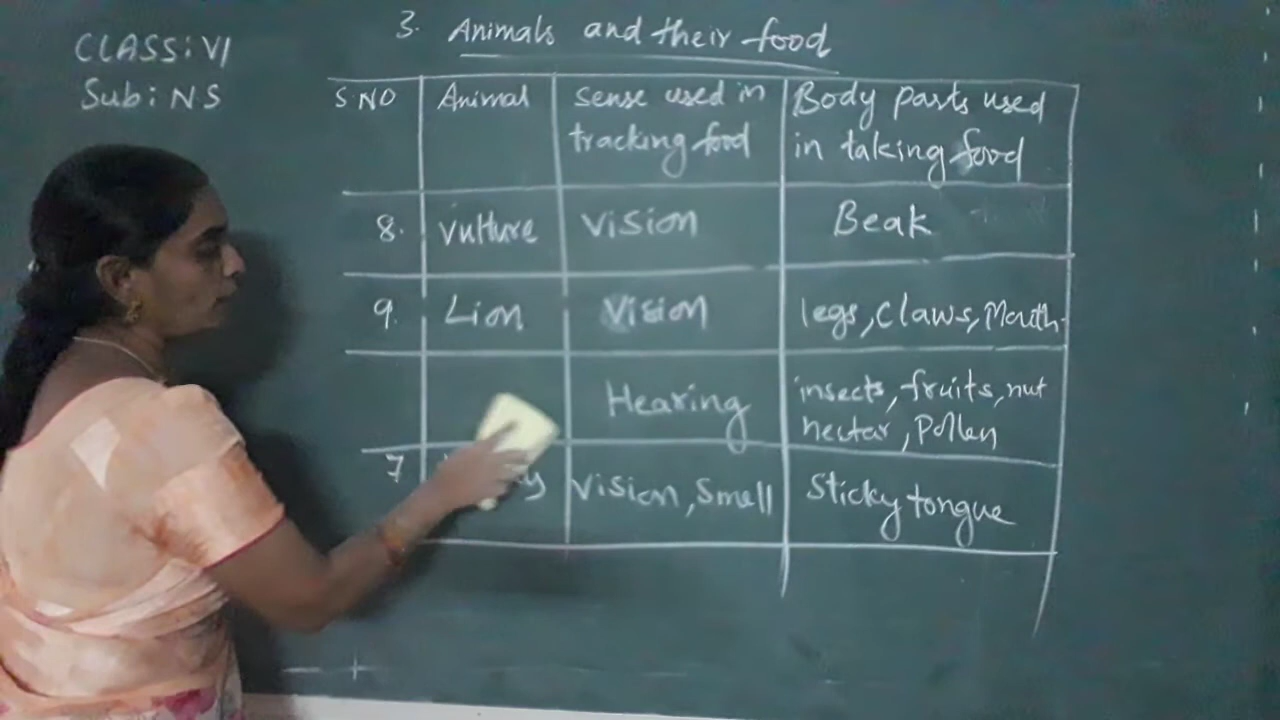 CLASS: VI
Sub: NS
3. Animals and their food
S NO Animal Sense used in tracking food Body parts used in taking food
8. Vulture Vision Beak
9. Lion Vision legs, Claws, Mouth.
Hearing insects, fruits, nut
nectar, Pollen
7 Vision, Smell Sticky tongue